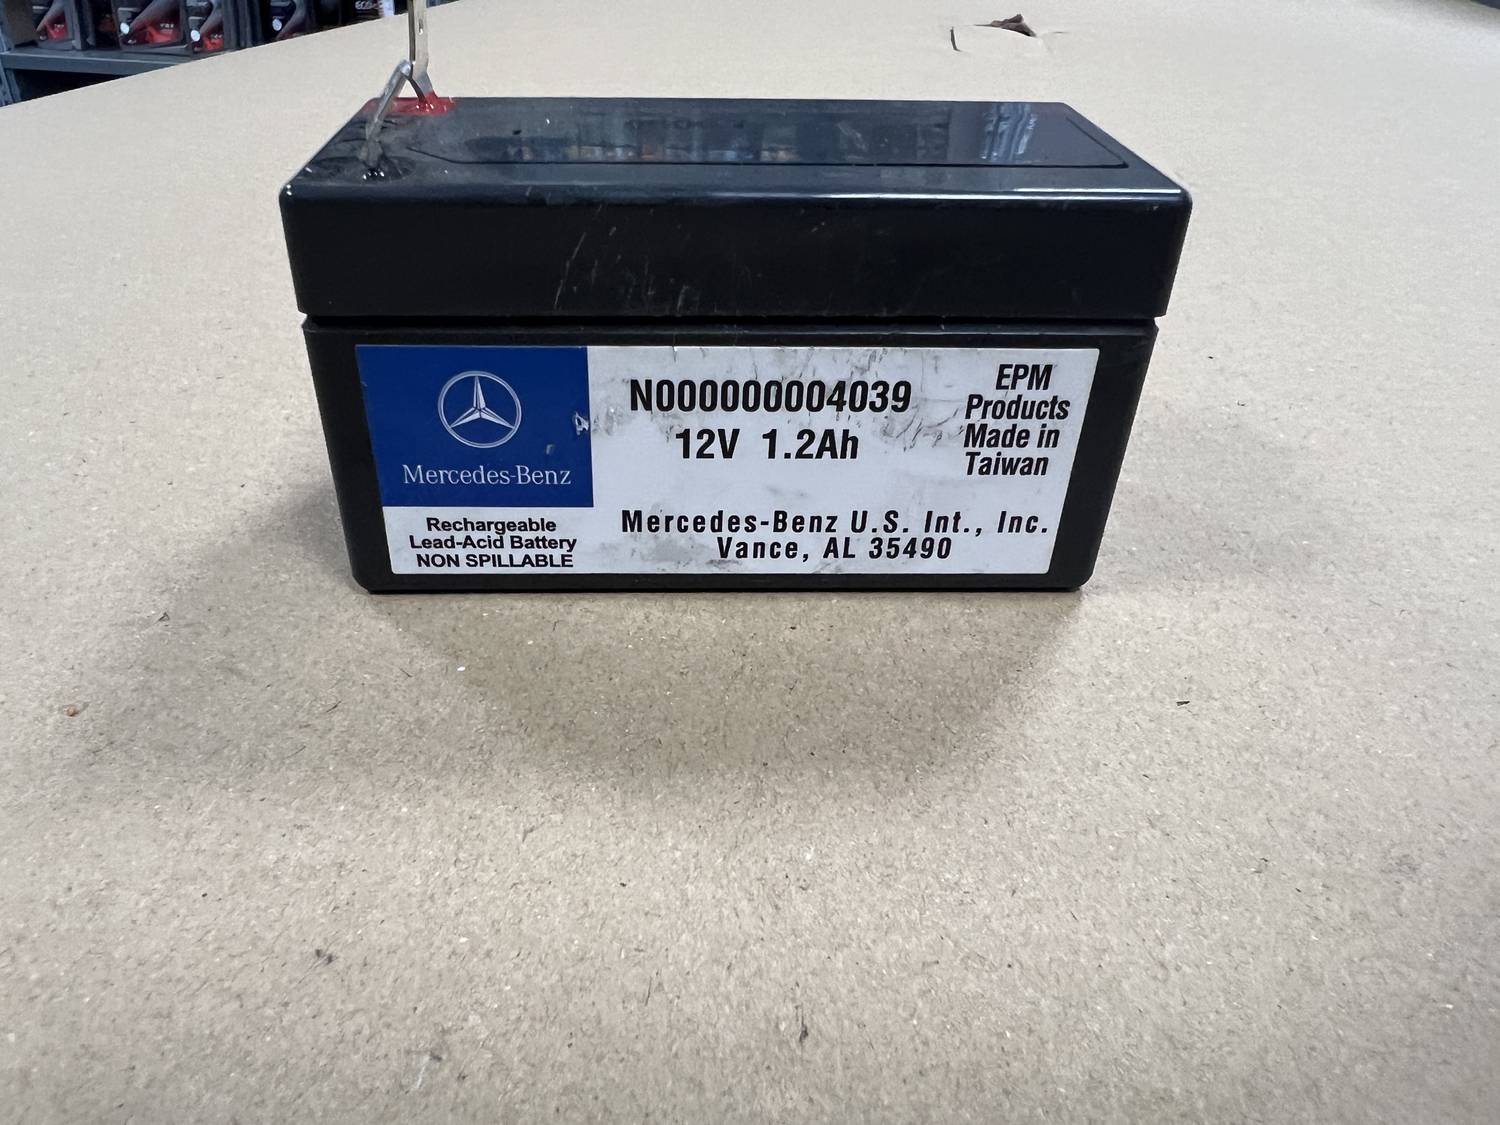 Mercedes-Benz
Rechargeable
Lead-Acid Battery
NON SPILLABLE
N000000004039
12V 1.2Ah
Mercedes-Benz U.S. Int., Inc.
Vance, AL 35490
EPM
Products
Made in
Taiwan